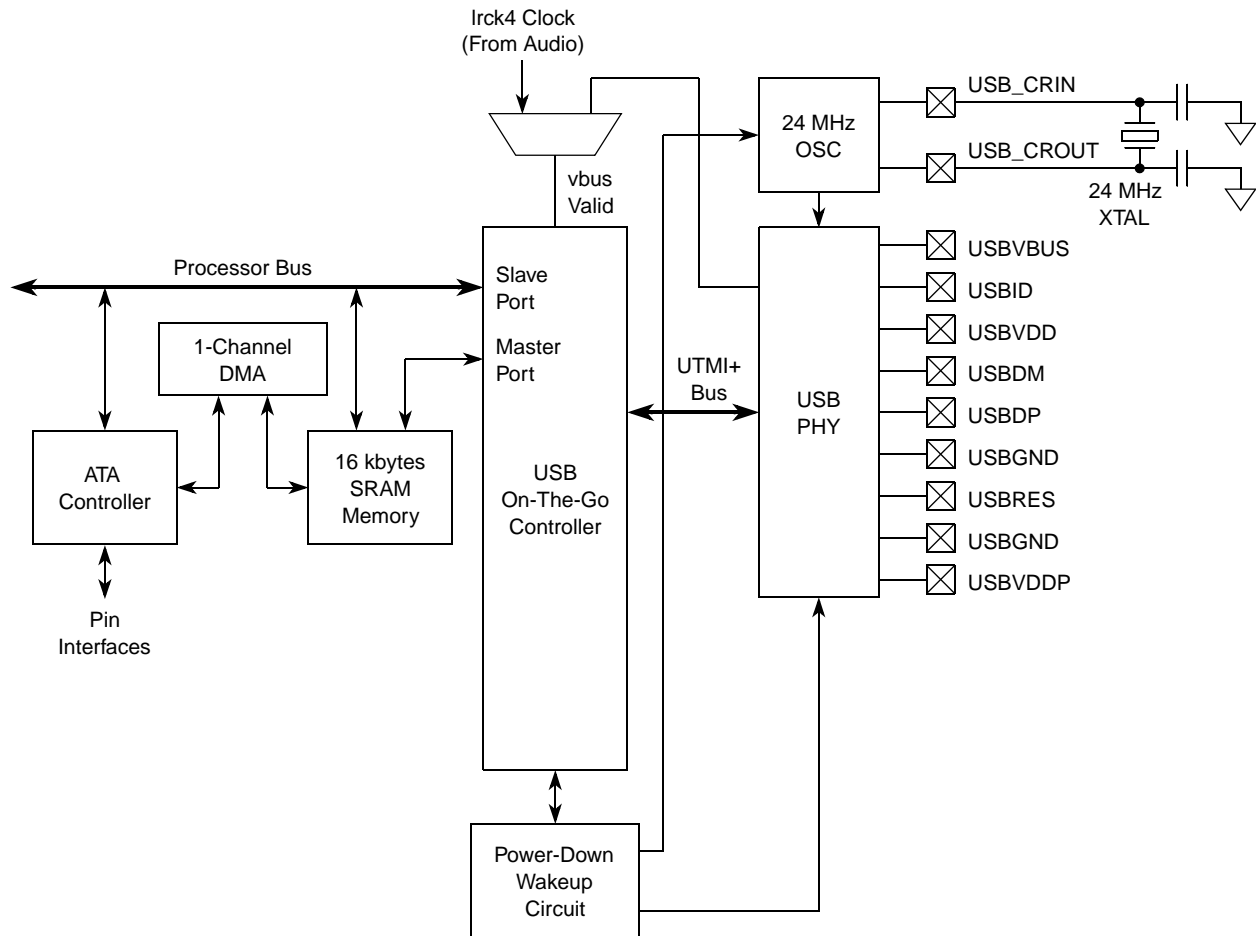 lrck4 Clock
(From Audio)
24 MHz
OSC
USB_CRIN
USB_CROUT
24 MHz
XTAL
vbus
Valid
Processor Bus
Slave
Port
Master
Port
1-Channel
DMA
ATA
Controller
16 kbytes
SRAM
Memory
Pin
Interfaces
USB
On-The-Go
Controller
UTMI+
Bus
USB
PHY
USBVBUS
USBID
USBVDD
USBDM
USBDP
USBGND
USBRES
USBGND
USBVDDP
Power-Down
Wakeup
Circuit